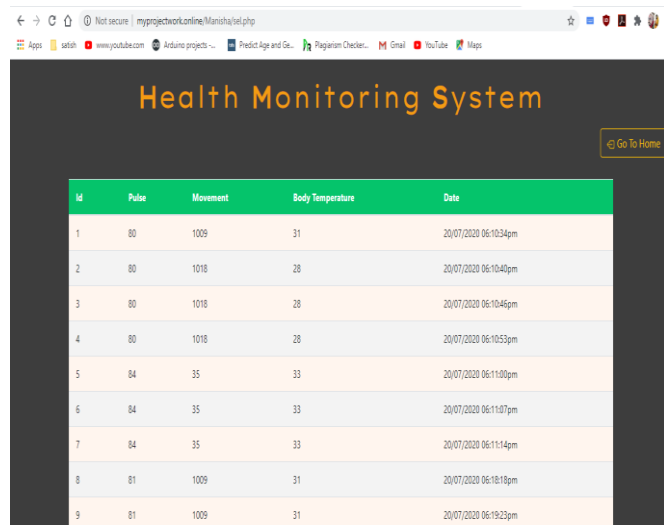 Not secure | myprojectwork.online/Manisha/sel.php
Apps satish www.youtube.com Arduino projects -... Predict Age and Ge... Plagiarism Checker... Gmail YouTube Maps
Health Monitoring System
Go To Home
Id Pulse Movement Body Temperature Date
1 80 1009 31 20/07/2020 06:10:34pm
2 80 1018 28 20/07/2020 06:10:40pm
3 80 1018 28 20/07/2020 06:10:46pm
4 80 1018 28 20/07/2020 06:10:53pm
5 84 35 33 20/07/2020 06:11:00pm
6 84 35 33 20/07/2020 06:11:07pm
7 84 35 33 20/07/2020 06:11:14pm
8 81 1009 31 20/07/2020 06:18:18pm
9 81 1009 31 20/07/2020 06:19:23pm